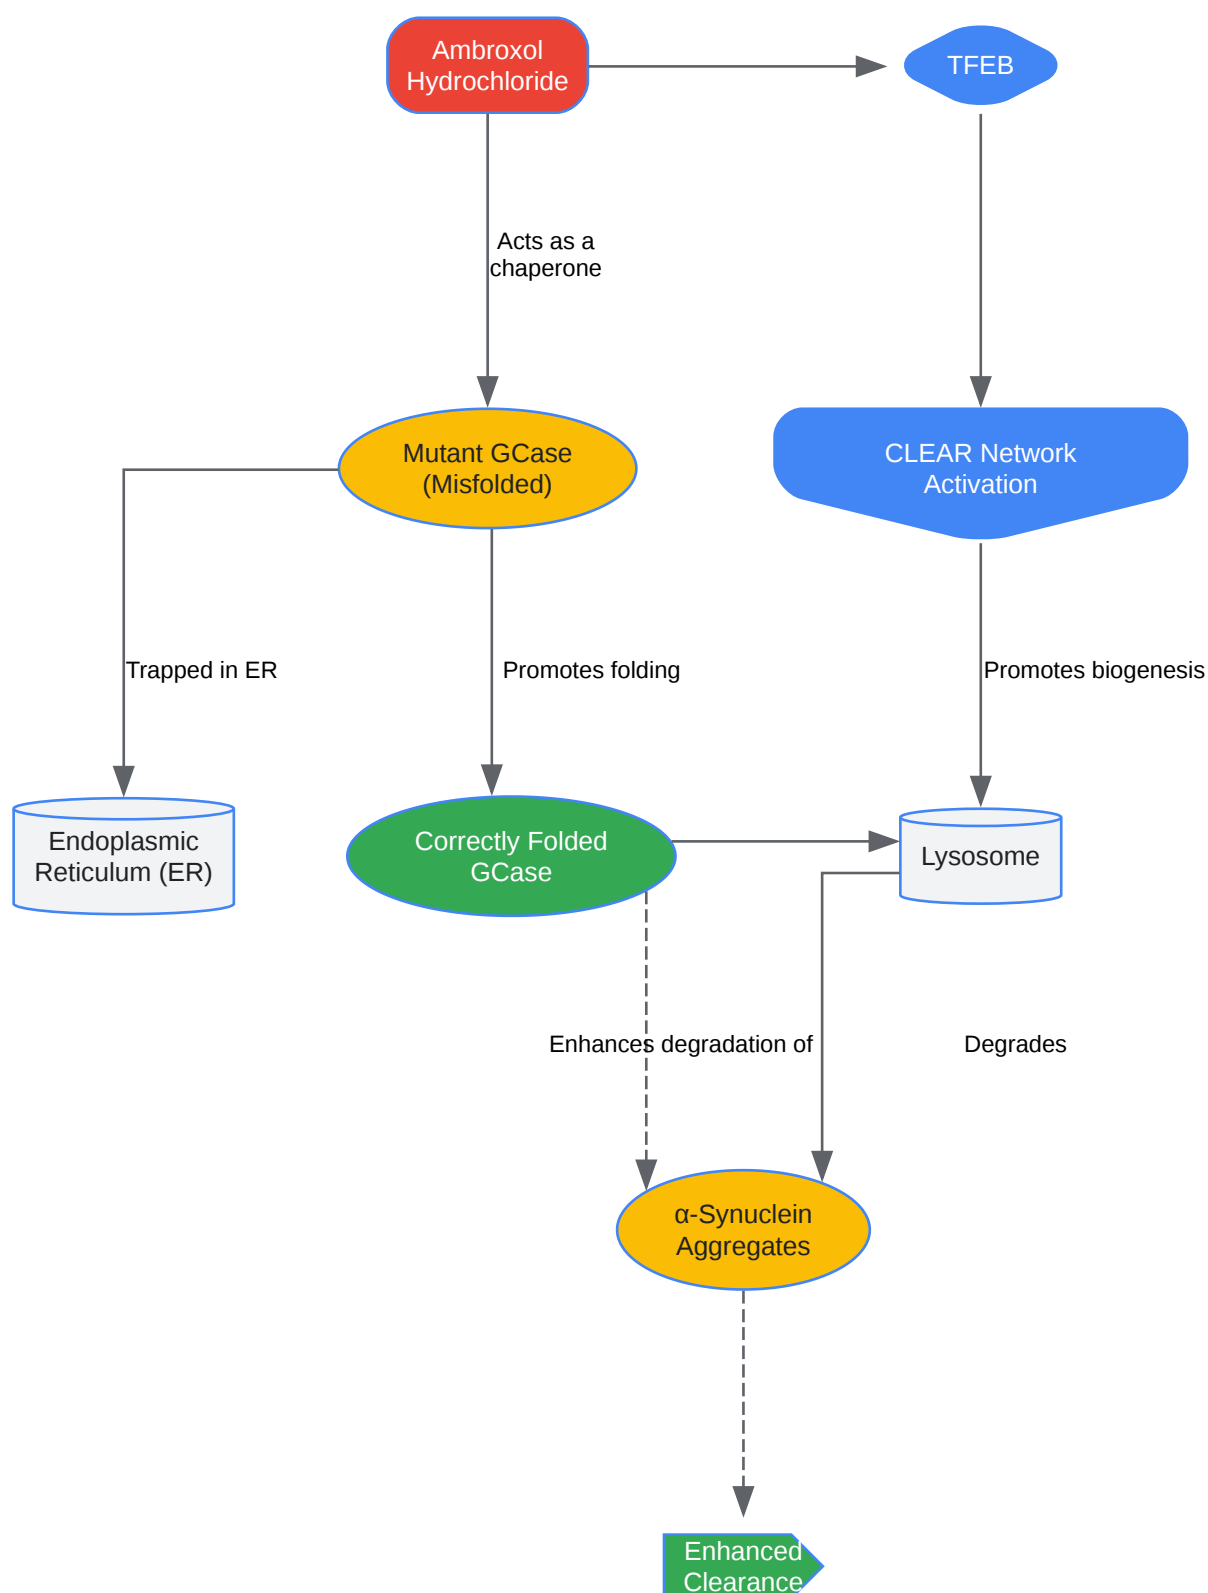 Ambroxol
Hydrochloride
TFEB
Acts as a
chaperone
Mutant GCase
(Misfolded)
CLEAR Network
Activation
Trapped in ER
Promotes folding
Promotes biogenesis
Endoplasmic
Reticulum (ER)
Correctly Folded
GCase
Lysosome
Enhances degradation of
Degrades
α-Synuclein
Aggregates
Enhanced
Clearance